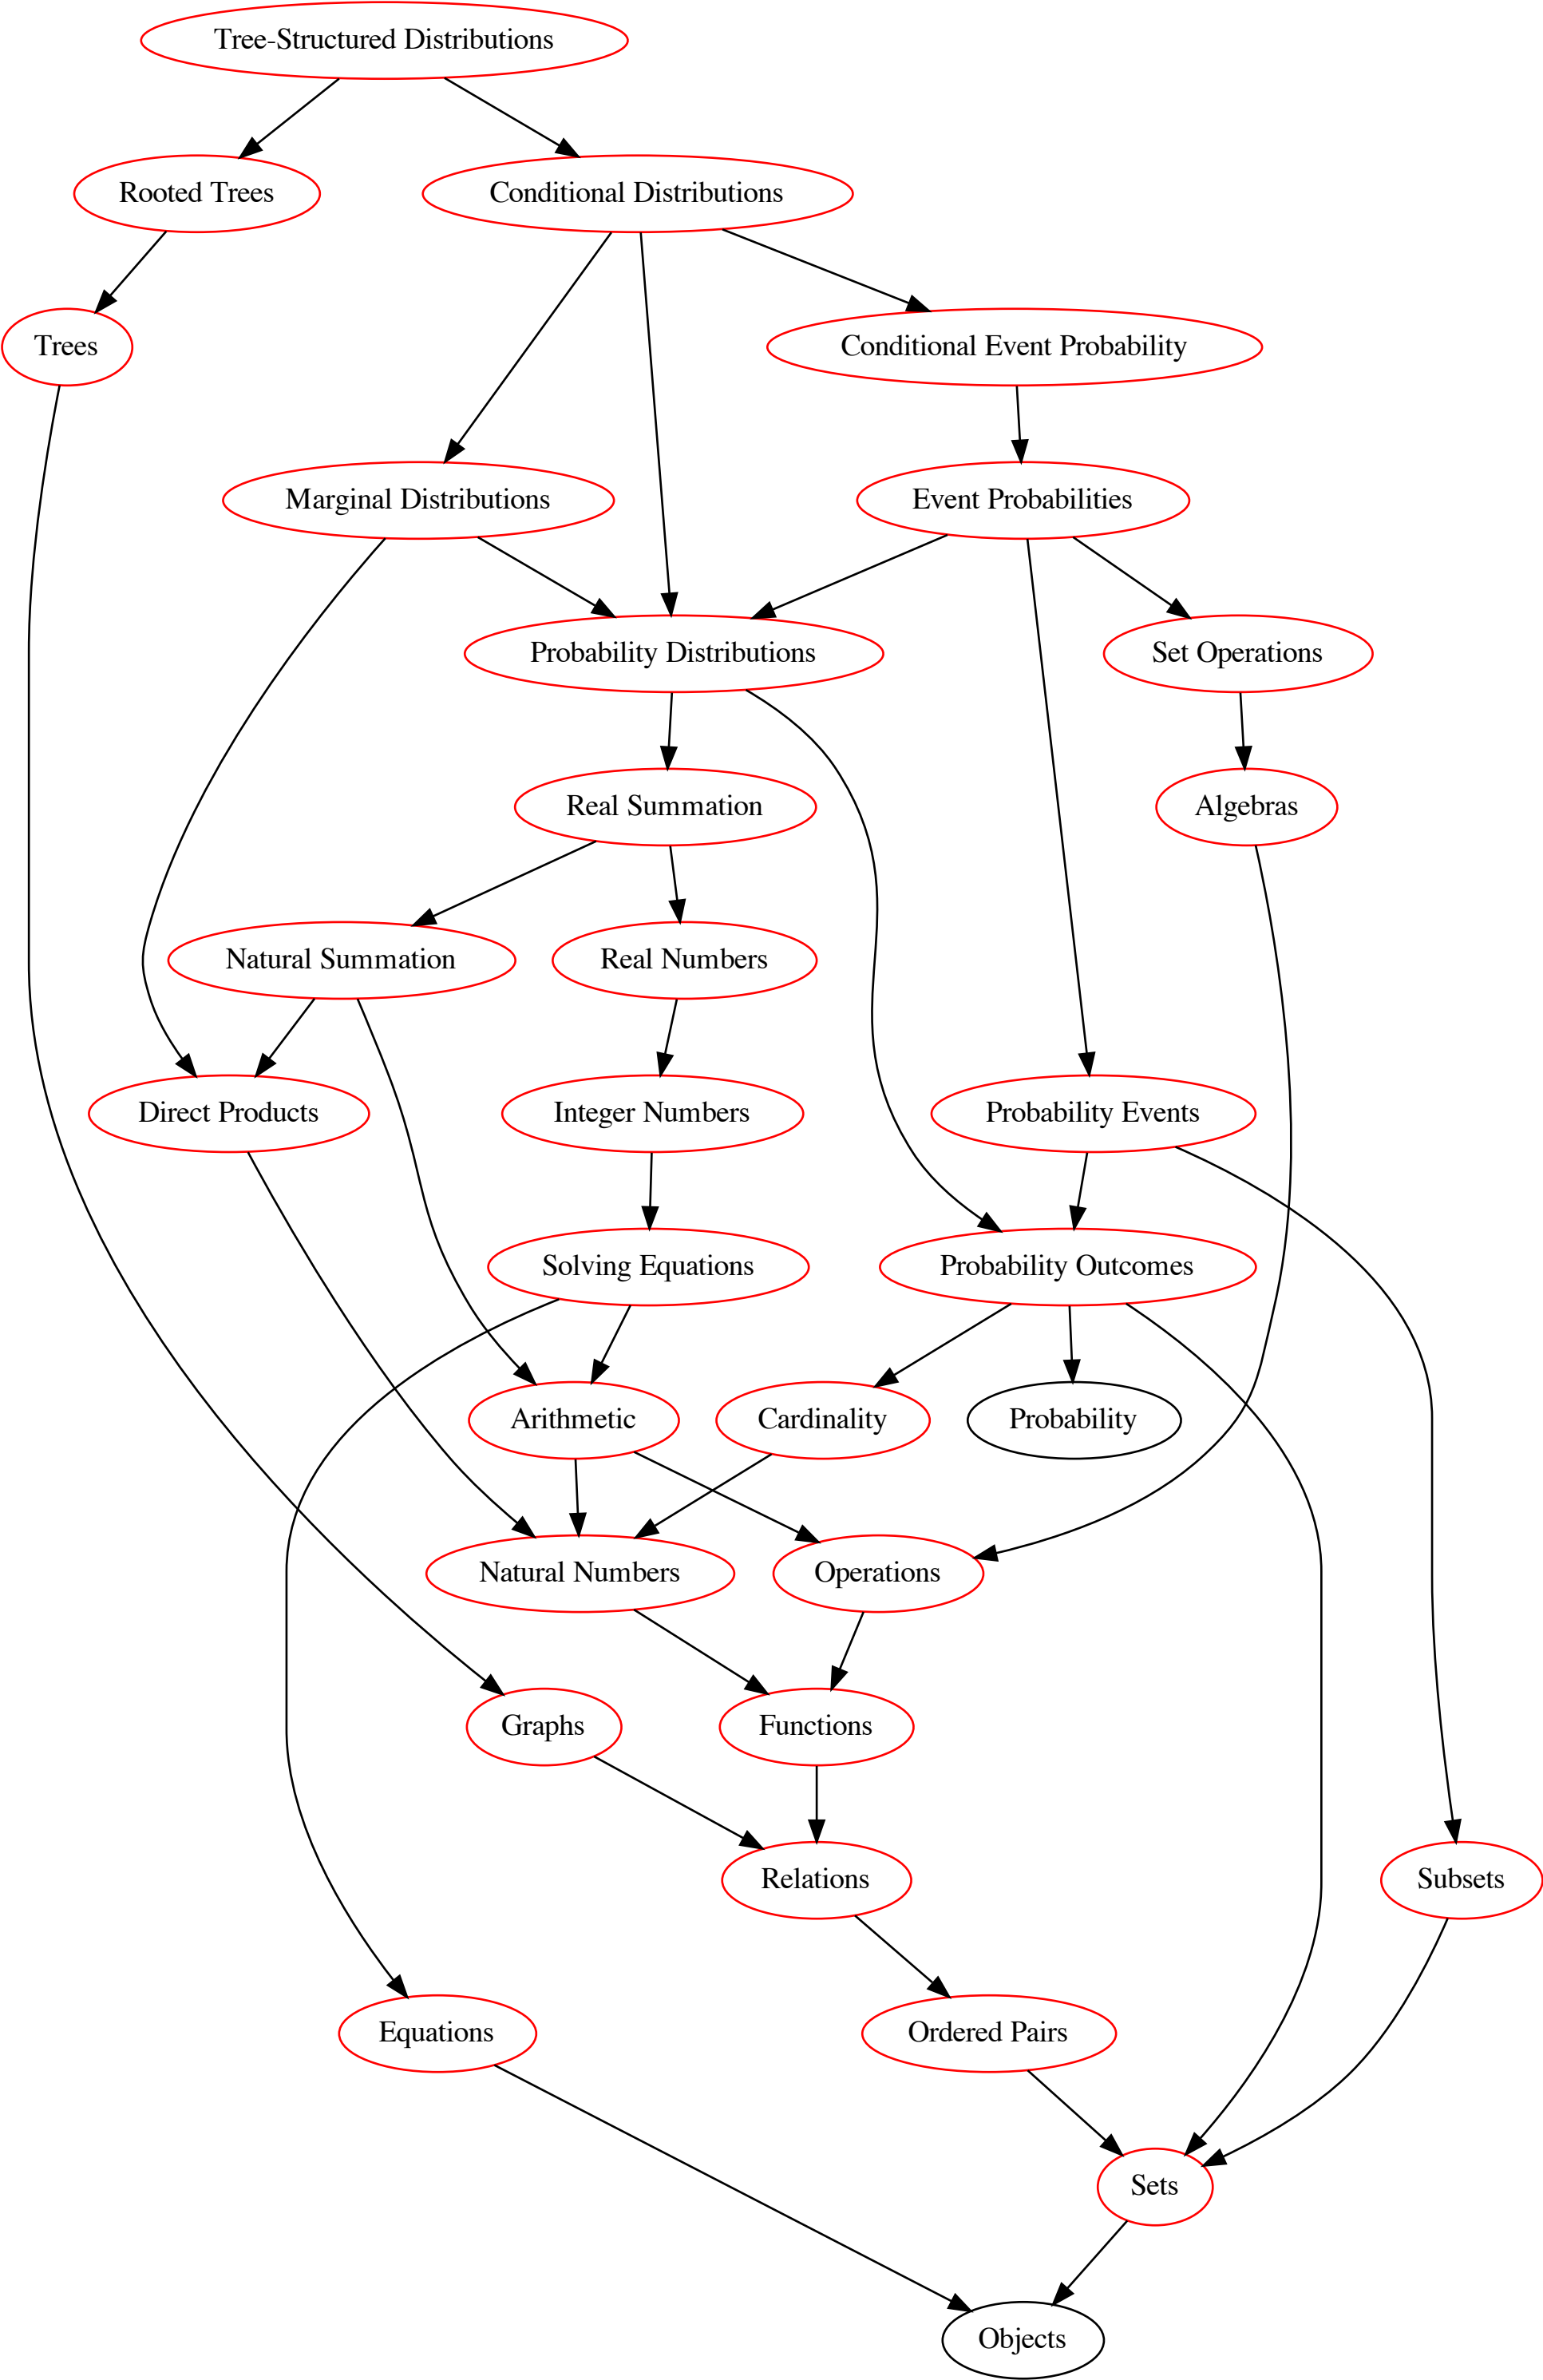 Tree-Structured Distributions
Rooted Trees
Conditional Distributions
Trees
Conditional Event Probability
Marginal Distributions
Event Probabilities
Probability Distributions
Set Operations
Real Summation
Algebras
Natural Summation
Real Numbers
Direct Products
Integer Numbers
Probability Events
Solving Equations
Probability Outcomes
Arithmetic
Cardinality
Probability
Natural Numbers
Operations
Graphs
Functions
Relations
Subsets
Equations
Ordered Pairs
Sets
Objects